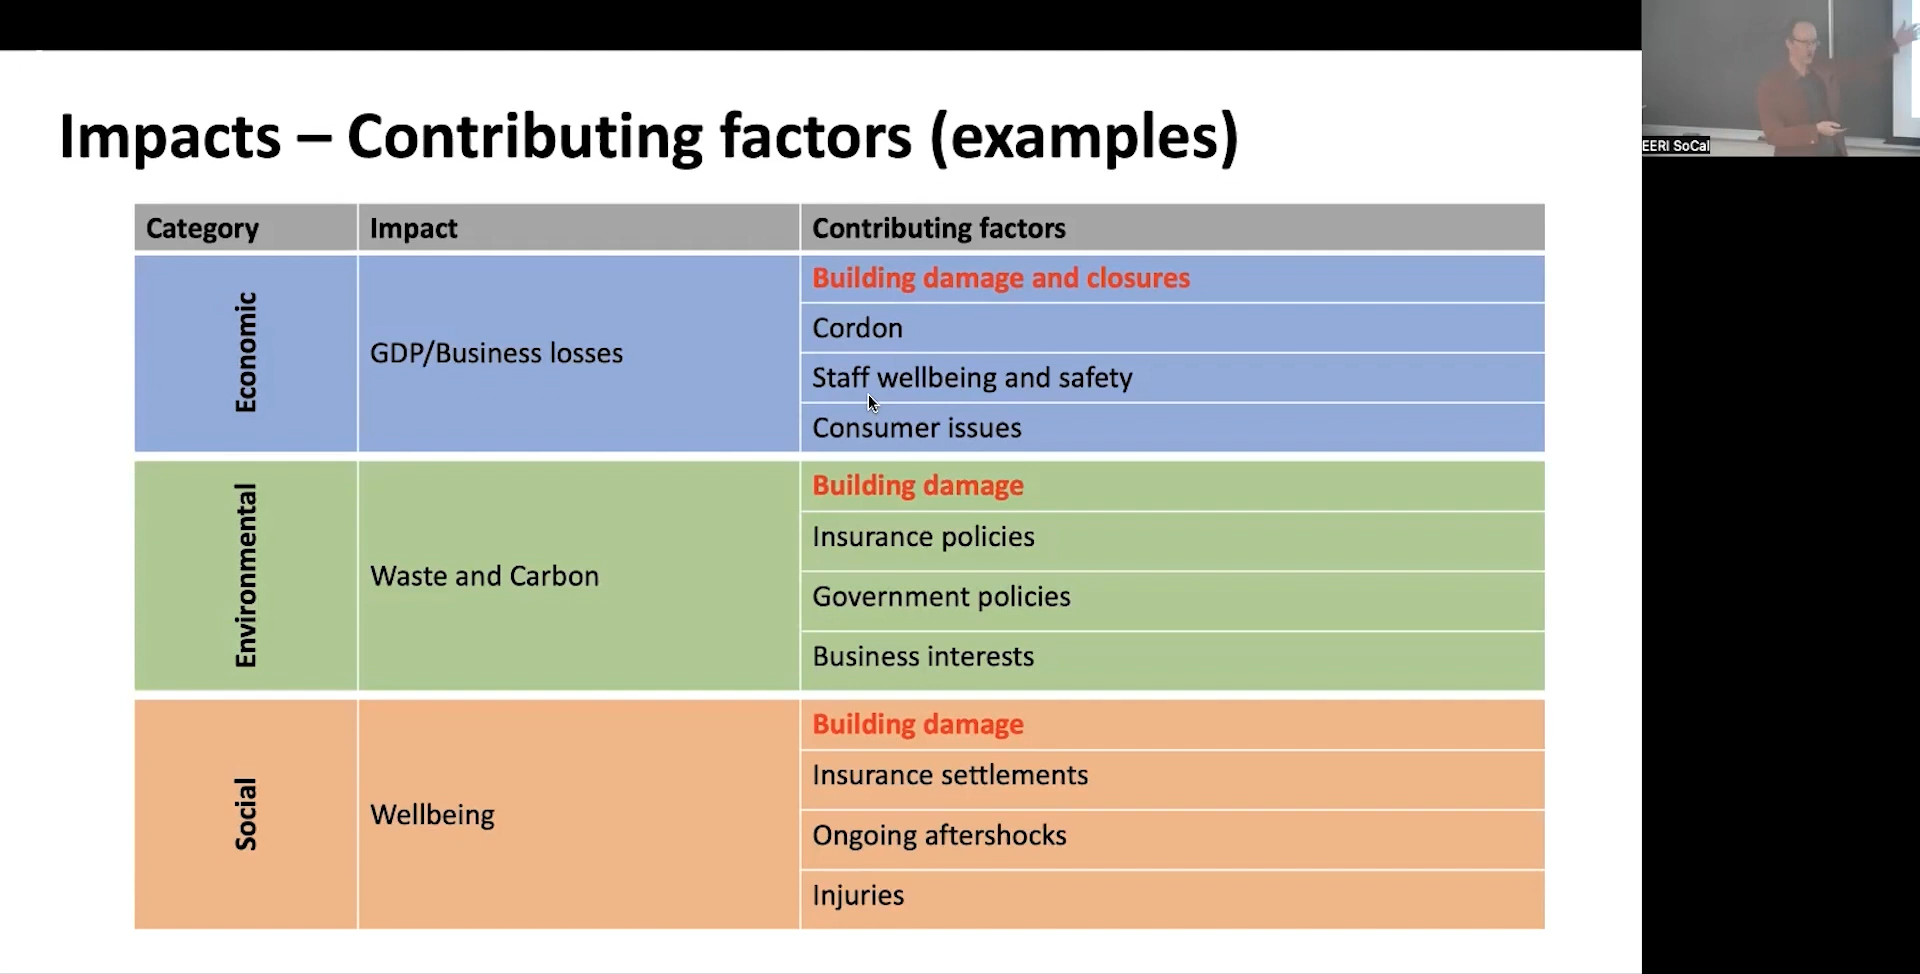 Impacts – Contributing factors (examples)
EERI SoCal
Category Impact Contributing factors
Economic
GDP/Business losses
Building damage and closures
Cordon
Staff wellbeing and safety
Consumer issues
Environmental
Waste and Carbon
Building damage
Insurance policies
Government policies
Business interests
Social
Wellbeing
Building damage
Insurance settlements
Ongoing aftershocks
Injuries